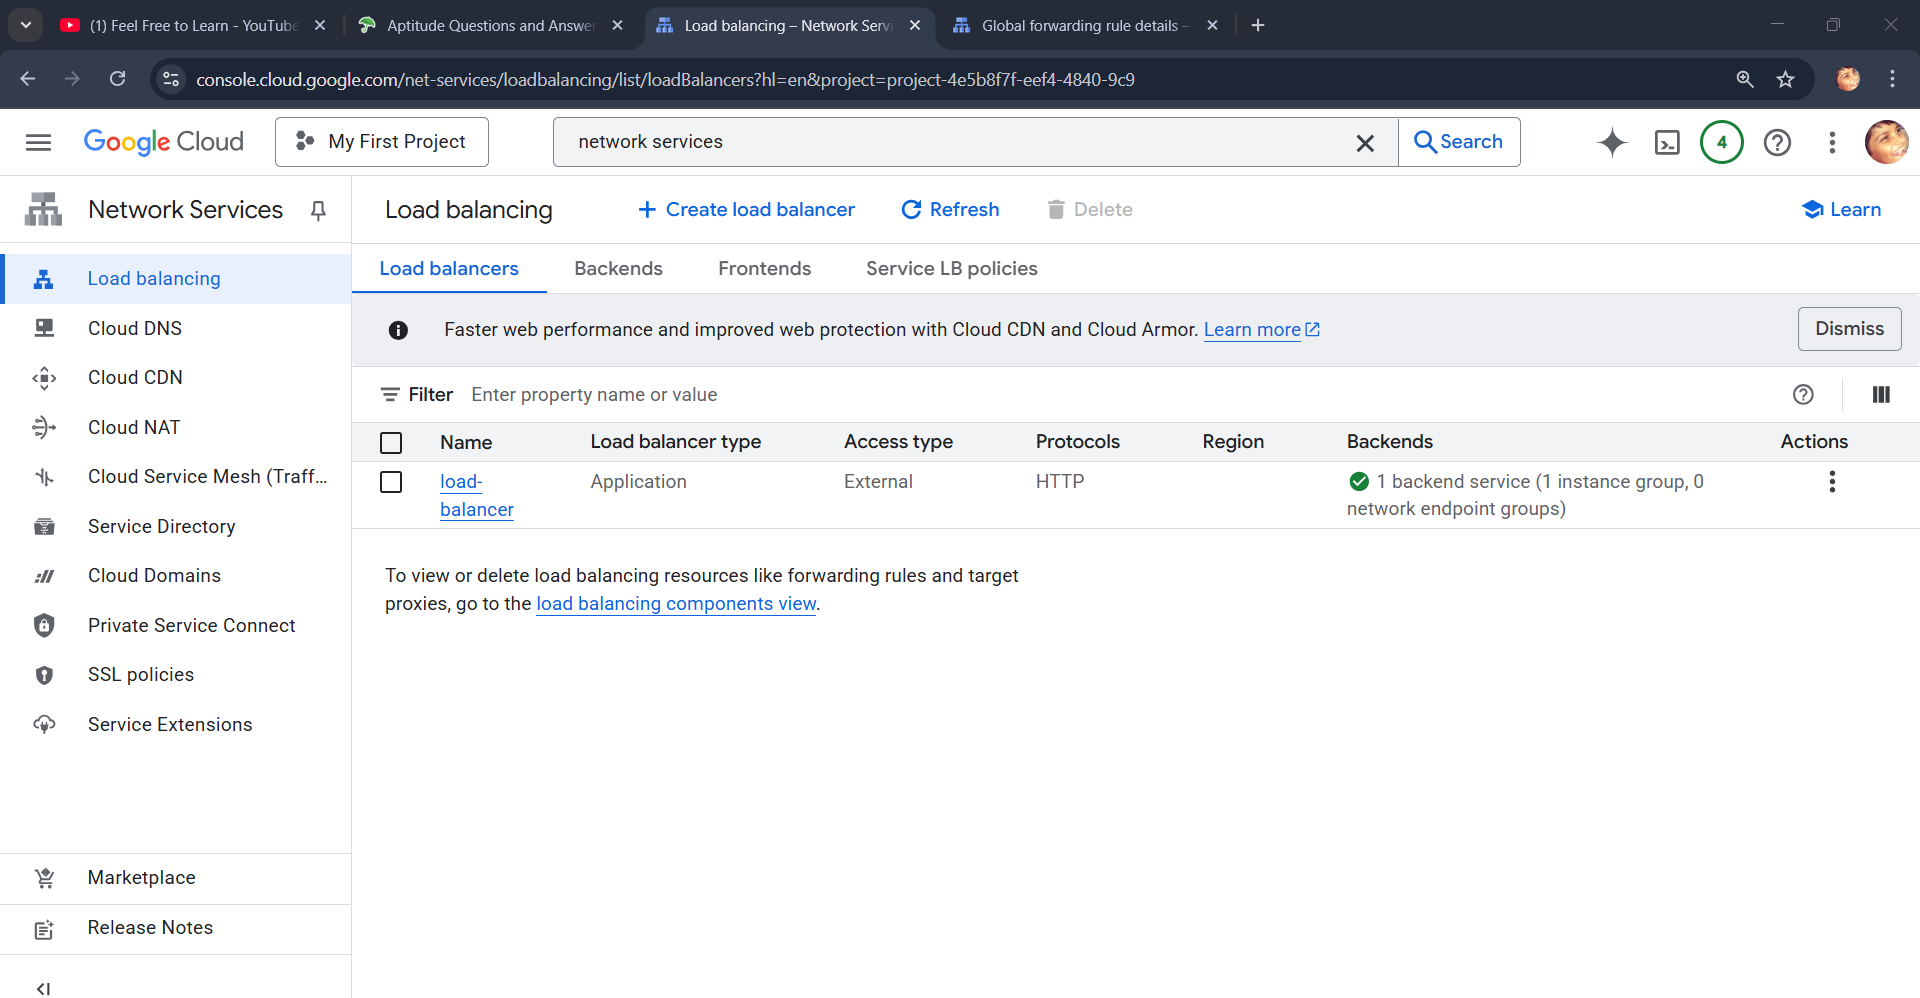 (1) Feel Free to Learn - YouTube
Aptitude Questions and Answer
Load balancing – Network Servi
Global forwarding rule details –
console.cloud.google.com/net-services/loadbalancing/list/loadBalancers?hl=en&project=project-4e5b8f7f-eef4-4840-9c9
Google Cloud
My First Project
network services
Search
4
Network Services
Load balancing
Create load balancer
Refresh
Delete
Learn
Load balancing
Cloud DNS
Cloud CDN
Cloud NAT
Cloud Service Mesh (Traff...
Service Directory
Cloud Domains
Private Service Connect
SSL policies
Service Extensions
Marketplace
Release Notes
Load balancers
Backends
Frontends
Service LB policies
Faster web performance and improved web protection with Cloud CDN and Cloud Armor. Learn more
Dismiss
Filter Enter property name or value
Name Load balancer type Access type Protocols Region Backends Actions
load-
balancer
Application
External
HTTP
1 backend service (1 instance group, 0
network endpoint groups)
To view or delete load balancing resources like forwarding rules and target
proxies, go to the load balancing components view.